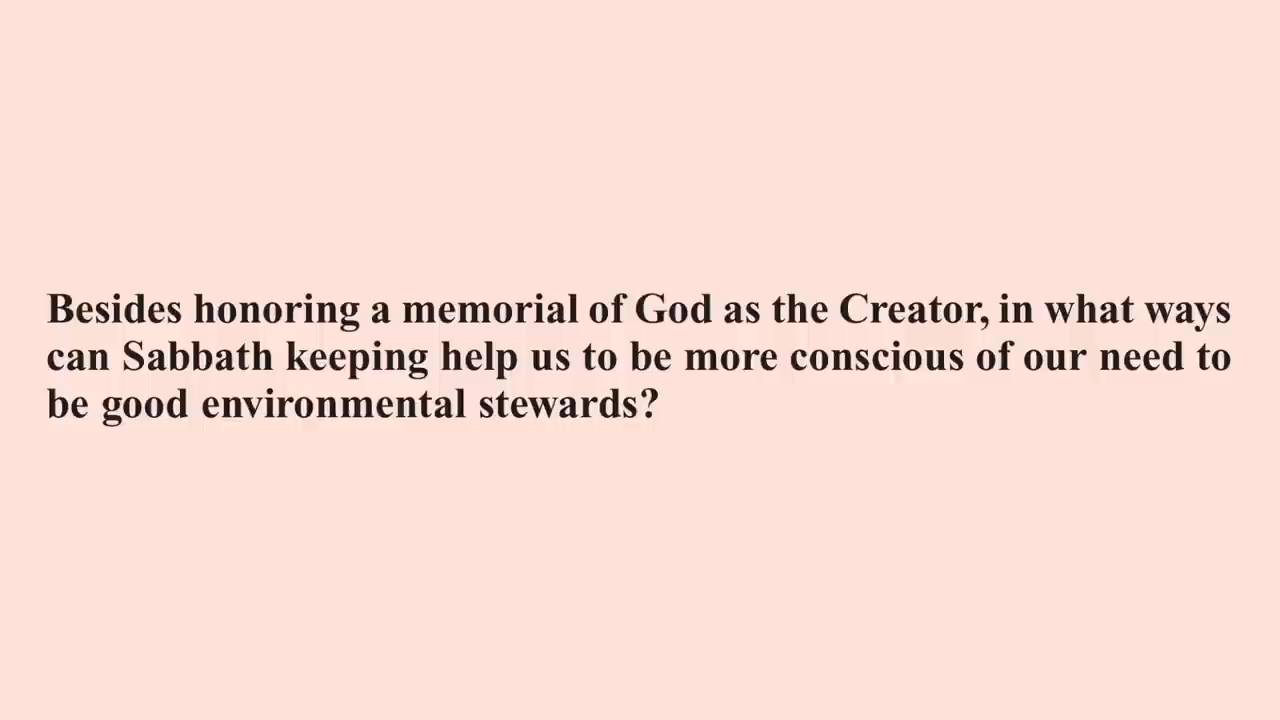 Besides honoring a memorial of God as the Creator, in what ways
can Sabbath keeping help us to be more conscious of our need to
be good environmental stewards?